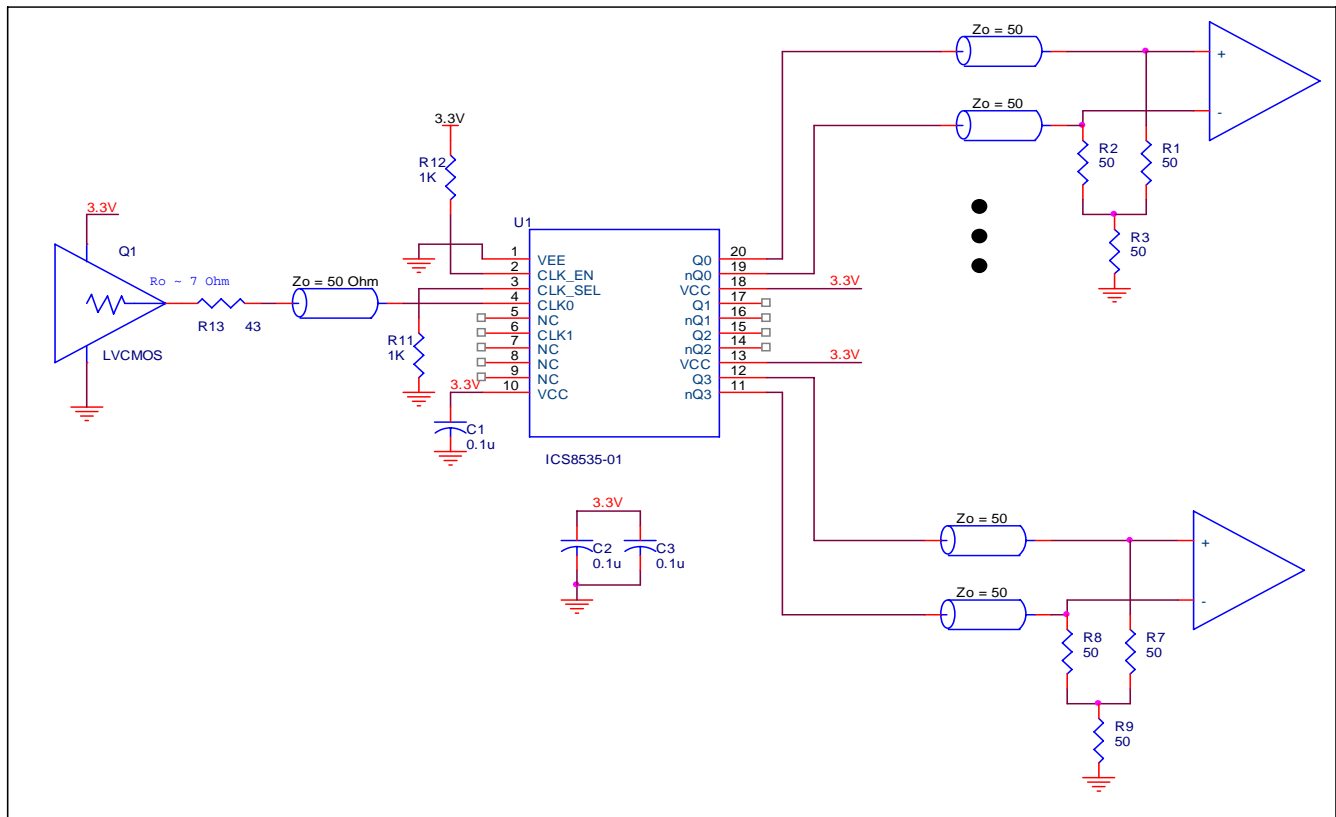 Zo = 50
+
Zo = 50
-
R2
50
R1
50
R3
50
3.3V
R12
1K
3.3V
Q1
Ro ~ 7 Ohm
R13 43
LVCMOS
Zo = 50 Ohm
R11
1K
U1
1 VEE
2 CLK_EN
3 CLK_SEL
4 CLK0
5 NC
6 CLK1
7 NC
8 NC
9 NC
10 VCC
20 Q0
19 nQ0
18 VCC
17 Q1
16 nQ1
15 Q2
14 nQ2
13 VCC
12 Q3
11 nQ3
3.3V
3.3V
3.3V
C1
0.1u
ICS8535-01
3.3V
C2
0.1u
C3
0.1u
Zo = 50
+
Zo = 50
-
R8
50
R7
50
R9
50